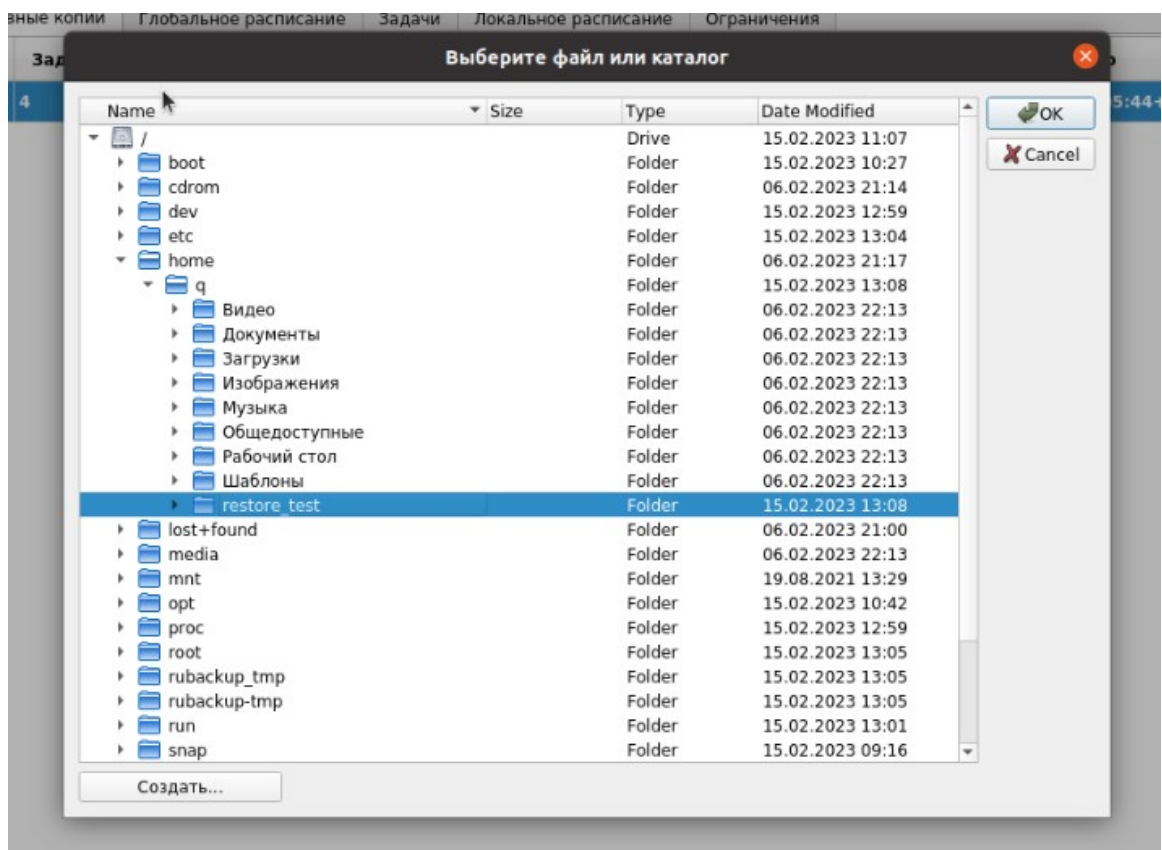 зные копии Глобальное расписание Задачи Локальное расписание Ограничения
Выберите файл или каталог
Зад
4 5:44+
Name Size Type Date Modified
OK
Cancel
/ Drive 15.02.2023 11:07
boot Folder 15.02.2023 10:27
cdrom Folder 06.02.2023 21:14
dev Folder 15.02.2023 12:59
etc Folder 15.02.2023 13:04
home Folder 06.02.2023 21:17
q Folder 15.02.2023 13:08
Видео Folder 06.02.2023 22:13
Документы Folder 06.02.2023 22:13
Загрузки Folder 06.02.2023 22:13
Изображения Folder 06.02.2023 22:13
Музыка Folder 06.02.2023 22:13
Общедоступные Folder 06.02.2023 22:13
Рабочий стол Folder 06.02.2023 22:13
Шаблоны Folder 06.02.2023 22:13
restore_test Folder 15.02.2023 13:08
lost+found Folder 06.02.2023 21:00
media Folder 06.02.2023 22:13
mnt Folder 19.08.2021 13:29
opt Folder 15.02.2023 10:42
proc Folder 15.02.2023 12:59
root Folder 15.02.2023 13:05
rubackup_tmp Folder 15.02.2023 13:05
rubackup-tmp Folder 15.02.2023 13:05
run Folder 15.02.2023 13:01
snap Folder 15.02.2023 09:16
Создать...